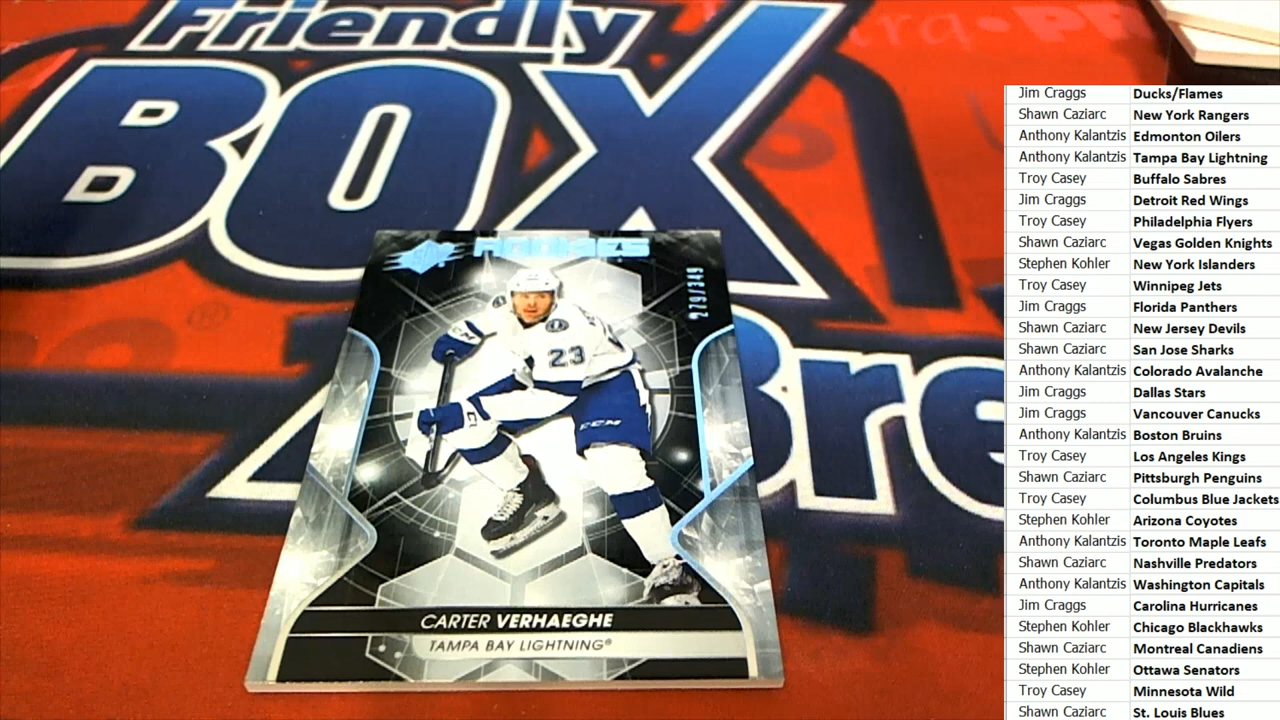 Friendly
BOX
Bre
SPX ROOKIES
279/349
23
CCM
CARTER VERHAEGHE
TAMPA BAY LIGHTNING®
Jim Craggs Ducks/Flames
Shawn Caziarc New York Rangers
Anthony Kalantzis Edmonton Oilers
Anthony Kalantzis Tampa Bay Lightning
Troy Casey Buffalo Sabres
Jim Craggs Detroit Red Wings
Troy Casey Philadelphia Flyers
Shawn Caziarc Vegas Golden Knights
Stephen Kohler New York Islanders
Troy Casey Winnipeg Jets
Jim Craggs Florida Panthers
Shawn Caziarc New Jersey Devils
Shawn Caziarc San Jose Sharks
Anthony Kalantzis Colorado Avalanche
Jim Craggs Dallas Stars
Jim Craggs Vancouver Canucks
Anthony Kalantzis Boston Bruins
Troy Casey Los Angeles Kings
Shawn Caziarc Pittsburgh Penguins
Troy Casey Columbus Blue Jackets
Stephen Kohler Arizona Coyotes
Anthony Kalantzis Toronto Maple Leafs
Shawn Caziarc Nashville Predators
Anthony Kalantzis Washington Capitals
Jim Craggs Carolina Hurricanes
Stephen Kohler Chicago Blackhawks
Shawn Caziarc Montreal Canadiens
Stephen Kohler Ottawa Senators
Troy Casey Minnesota Wild
Shawn Caziarc St. Louis Blues